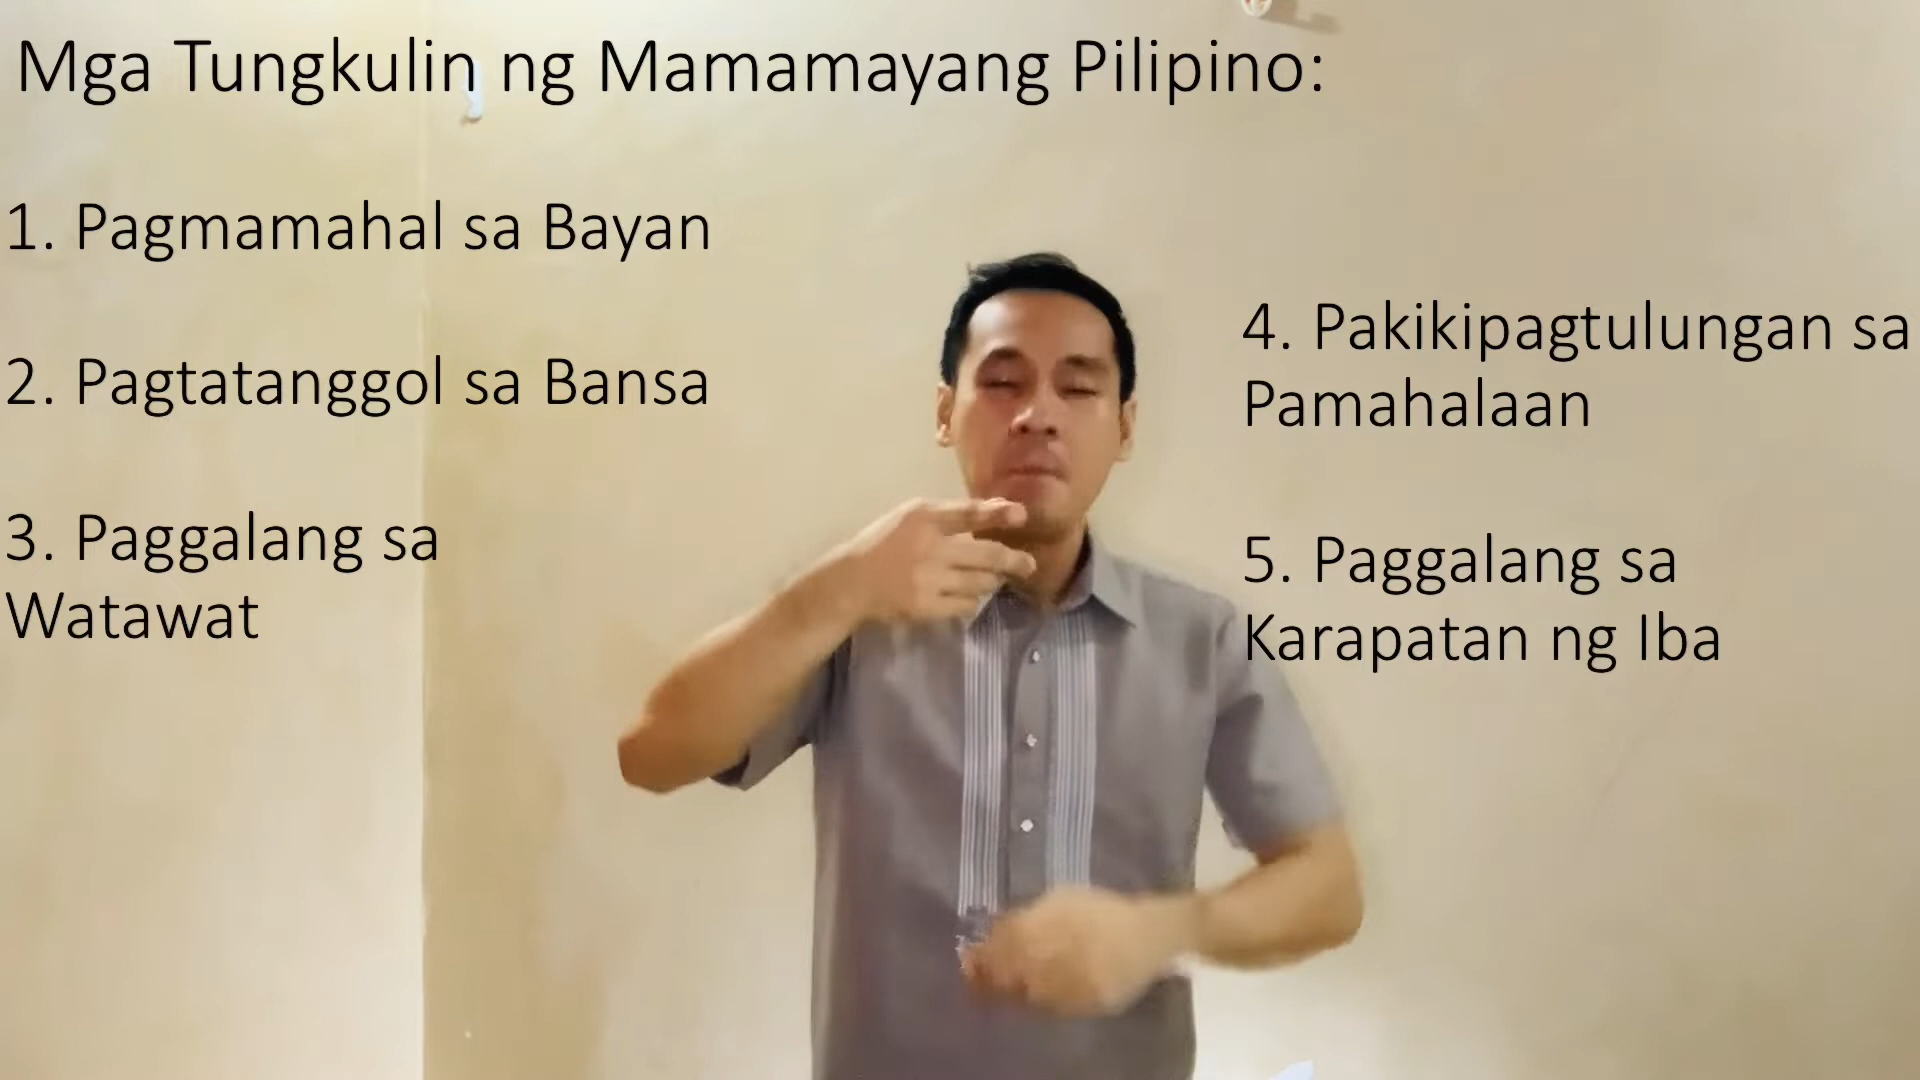 Mga Tungkulin ng Mamamayang Pilipino:
1. Pagmamahal sa Bayan
2. Pagtatanggol sa Bansa
3. Paggalang sa
Watawat
4. Pakikipagtulungan sa
Pamahalaan
5. Paggalang sa
Karapatan ng Iba